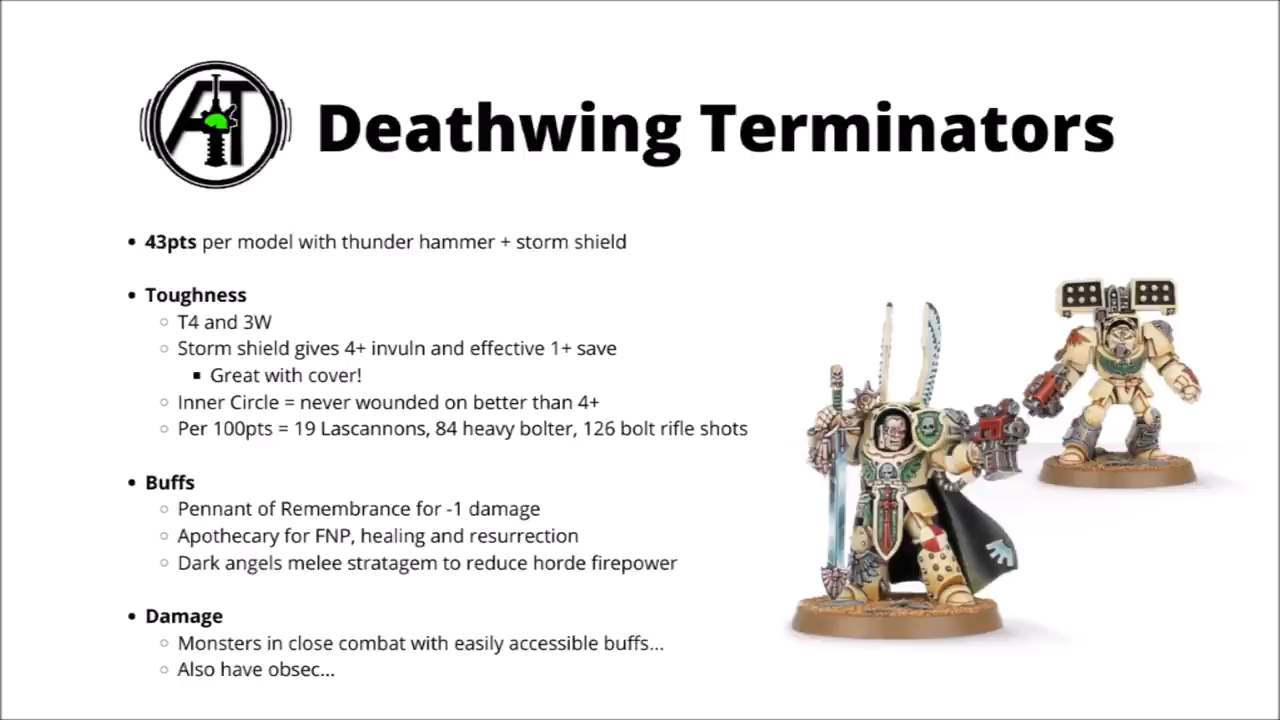 AT
Deathwing Terminators
• 43pts per model with thunder hammer + storm shield
• Toughness
○ T4 and 3W
○ Storm shield gives 4+ invuln and effective 1+ save
▪ Great with cover!
○ Inner Circle = never wounded on better than 4+
○ Per 100pts = 19 Lascannons, 84 heavy bolter, 126 bolt rifle shots
• Buffs
○ Pennant of Remembrance for -1 damage
○ Apothecary for FNP, healing and resurrection
○ Dark angels melee stratagem to reduce horde firepower
• Damage
○ Monsters in close combat with easily accessible buffs...
○ Also have obsec...